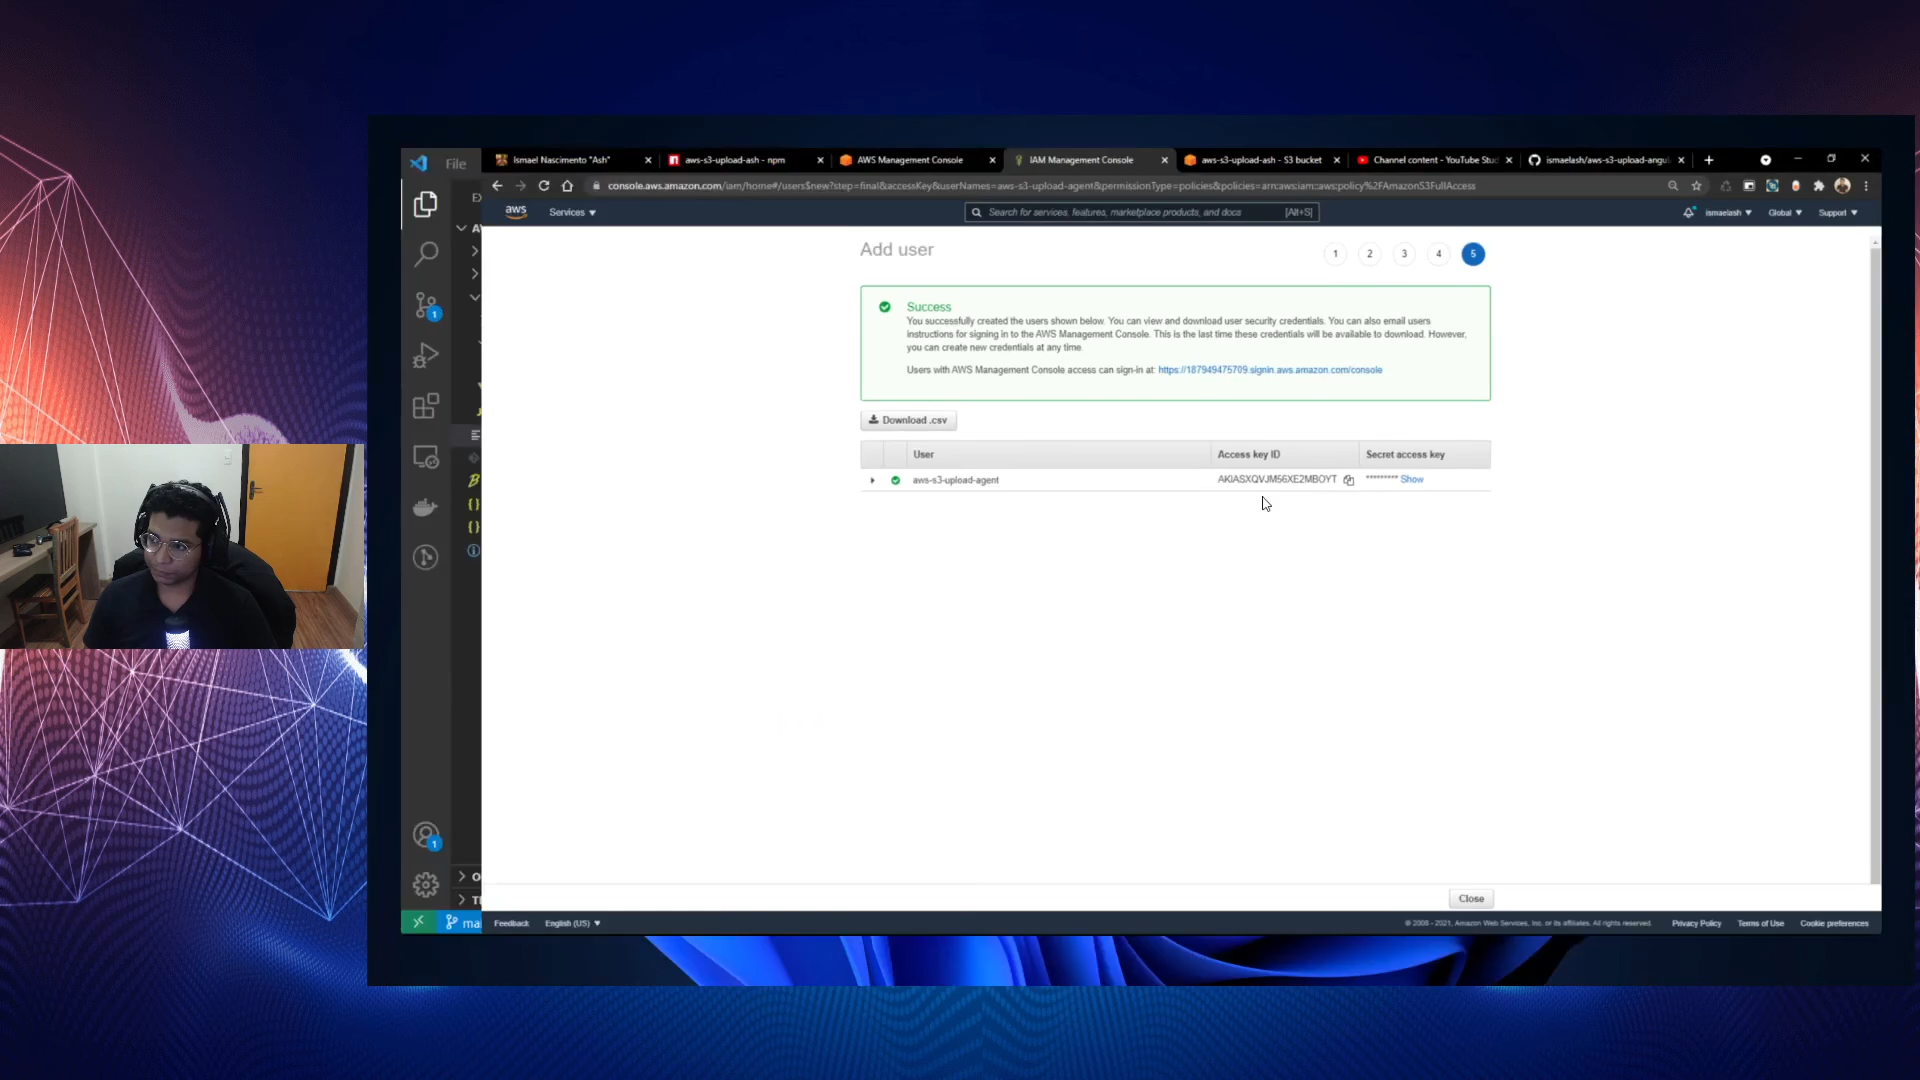 File
Ismael Nascimento "Ash"
aws-s3-upload-ash - npm
AWS Management Console
IAM Management Console
aws-s3-upload-ash - S3 bucket
Channel content - YouTube Stud
ismaelash/aws-s3-upload-angul
console.aws.amazon.com/iam/home#/users$new?step=final&accessKey&userNames=aws-s3-upload-agent&permissionType=policies&policies=arn:aws:iam::aws:policy%2FAmazonS3FullAccess
aws
Services
Search for services, features, marketplace products, and docs
[Alt+S]
ismaelash
Global
Support
Add user
1 2 3 4 5
Success
You successfully created the users shown below. You can view and download user security credentials. You can also email users
instructions for signing in to the AWS Management Console. This is the last time these credentials will be available to download. However,
you can create new credentials at any time.
Users with AWS Management Console access can sign-in at: https://187949475709.signin.aws.amazon.com/console
Download .csv
User
Access key ID
Secret access key
aws-s3-upload-agent
AKIASXQVJM56XE2MBOYT
********* Show
Close
Feedback
English (US)
© 2008 - 2021, Amazon Web Services, Inc. or its affiliates. All rights reserved.
Privacy Policy
Terms of Use
Cookie preferences